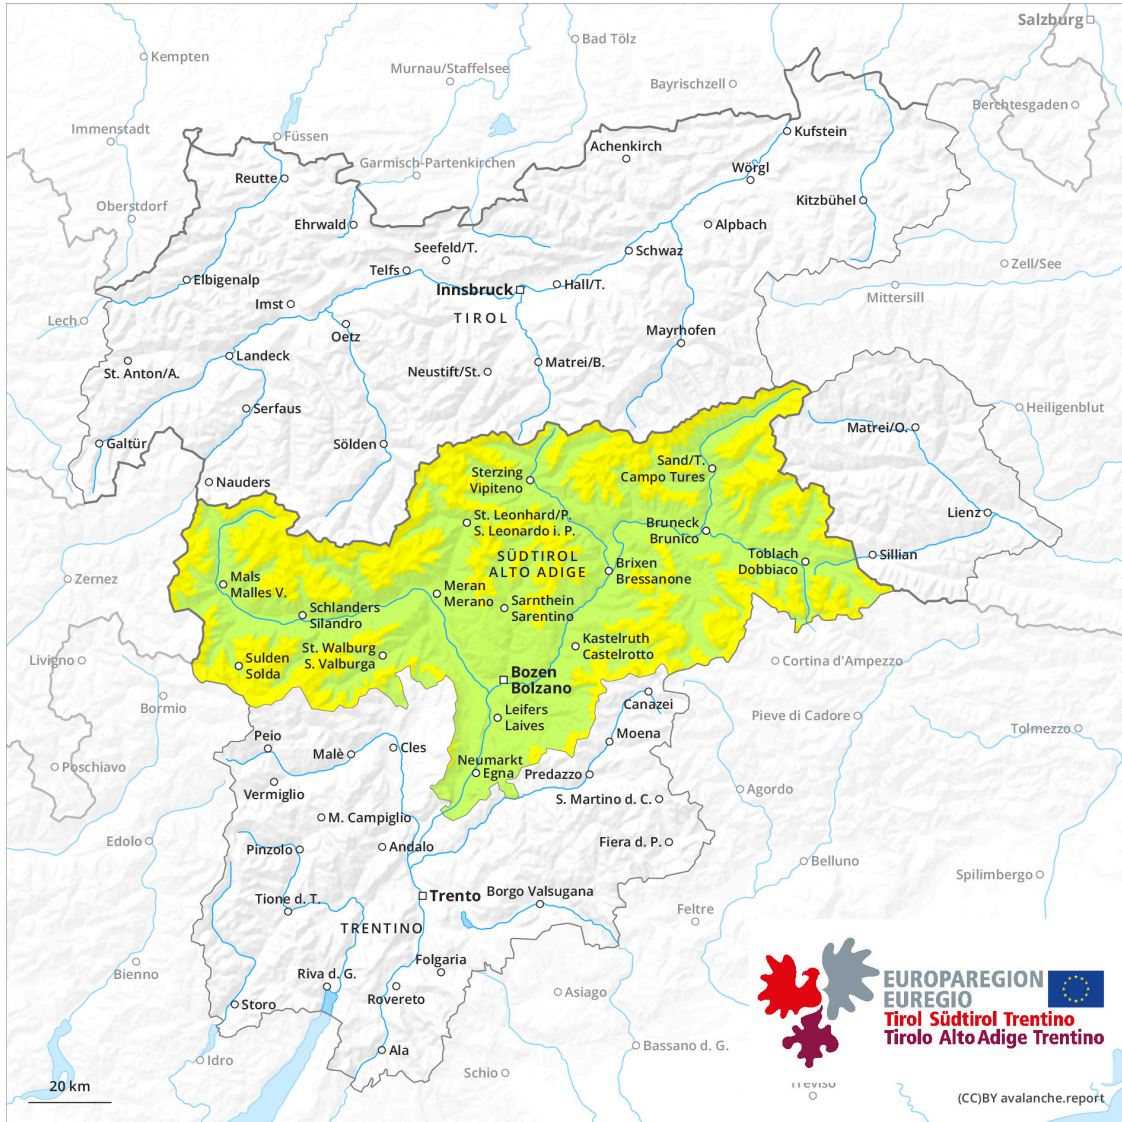 Salzburg
Bad Tölz
Kempten
Murnau/Staffelsee
Bayrischzell
Berchtesgaden
Immenstadt
Füssen
Kufstein
Achenkirch
Garmisch-Partenkirchen
Wörgl
Reutte
Kitzbühel
Oberstdorf
Ehrwald
Alpbach
Seefeld/T.
Schwaz
Zell/See
Telfs
Elbigenalp
Innsbruck
Hall/T.
Mittersill
Imst
TIROL
Lech
Oetz
Mayrhofen
Landeck
Matrei/B.
St. Anton/A.
Neustift/St.
Serfaus
Heiligenblut
Matrei/O.
Galtür
Sölden
Sand/T.
Campo Tures
Sterzing
Vipiteno
Nauders
Lienz
St. Leonhard/P.
S. Leonardo i. P.
Bruneck
Brunico
SÜDTIROL
ALTO ADIGE
Toblach
Dobbiaco
Sillian
Brixen
Bressanone
Zernez
Mals
Malles V.
Meran
Merano
Sarnthein
Sarentino
Schlanders
Silandro
Kastelruth
Castelrotto
St. Walburg
S. Valburga
Livigno
Sulden
Solda
Cortina d'Ampezzo
Bozen
Bolzano
Canazei
Bormio
Leifers
Laives
Pieve di Cadore
Tolmezzo
Peio
Malè
Cles
Moena
Poschiavo
Neumarkt
Egna
Predazzo
Vermiglio
Agordo
S. Martino d. C.
M. Campiglio
Edolo
Pinzolo
Andalo
Fiera d. P.
Belluno
Spilimbergo
Tione d. T.
Trento
Borgo Valsugana
Feltre
TRENTINO
Folgaria
Bienno
Riva d. G.
Rovereto
Asiago
Storo
EUROPAREGION
EUREGIO
Tirol Südtirol Trentino
Tirolo Alto Adige Trentino
Ala
Bassano d. G.
Idro
Schio
Treviso
20 km
(CC)BY avalanche.report